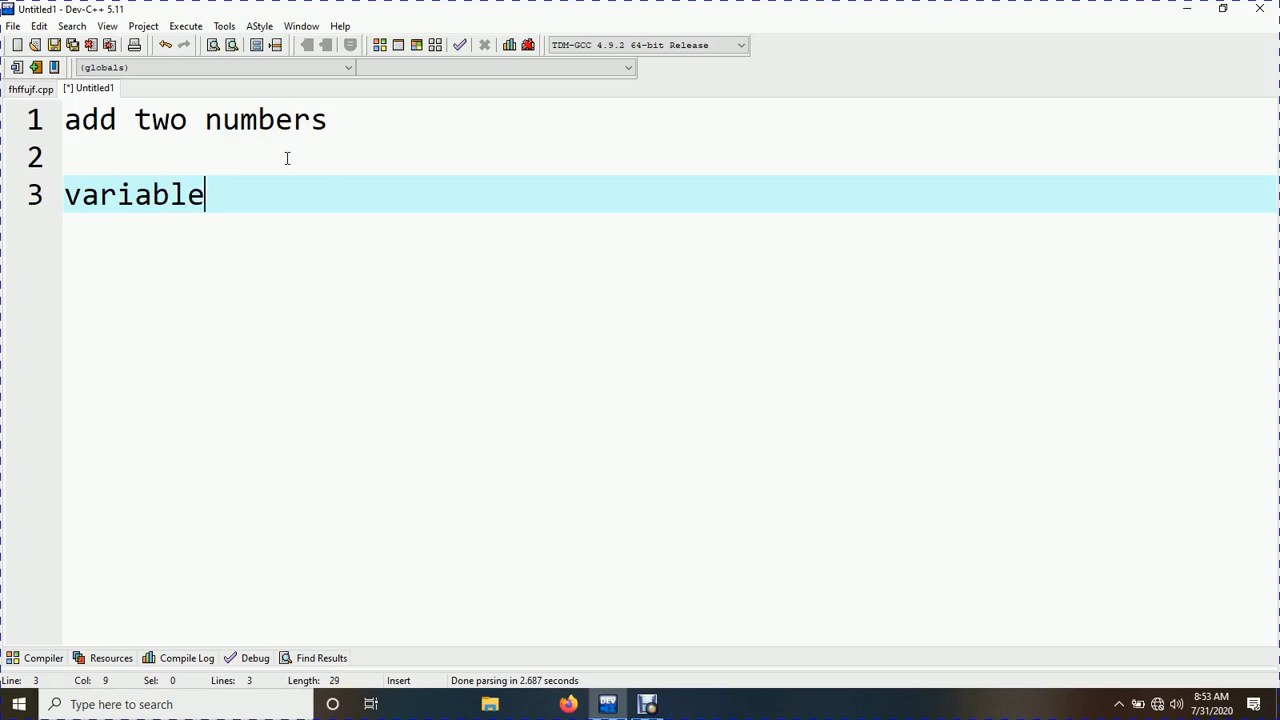 Untitled1 - Dev-C++ 5.11
File Edit Search View Project Execute Tools AStyle Window Help
TDM-GCC 4.9.2 64-bit Release
(globals)
fhffujf.cpp [*] Untitled1
1 add two numbers
2
3 variable
Compiler Resources Compile Log Debug Find Results
Line: 3 Col: 9 Sel: 0 Lines: 3 Length: 29 Insert Done parsing in 2.687 seconds
Type here to search
DEV
8:53 AM
7/31/2020